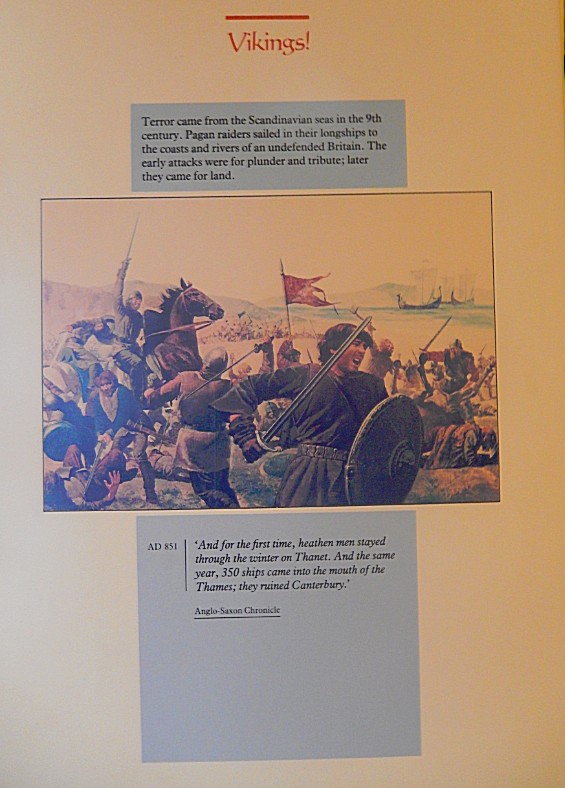 Vikings!
Terror came from the Scandinavian seas in the 9th
century. Pagan raiders sailed in their longships to
the coasts and rivers of an undefended Britain. The
early attacks were for plunder and tribute; later
they came for land.
AD 851
'And for the first time, heathen men stayed
through the winter on Thanet. And the same
year, 350 ships came into the mouth of the
Thames; they ruined Canterbury.'
Anglo-Saxon Chronicle